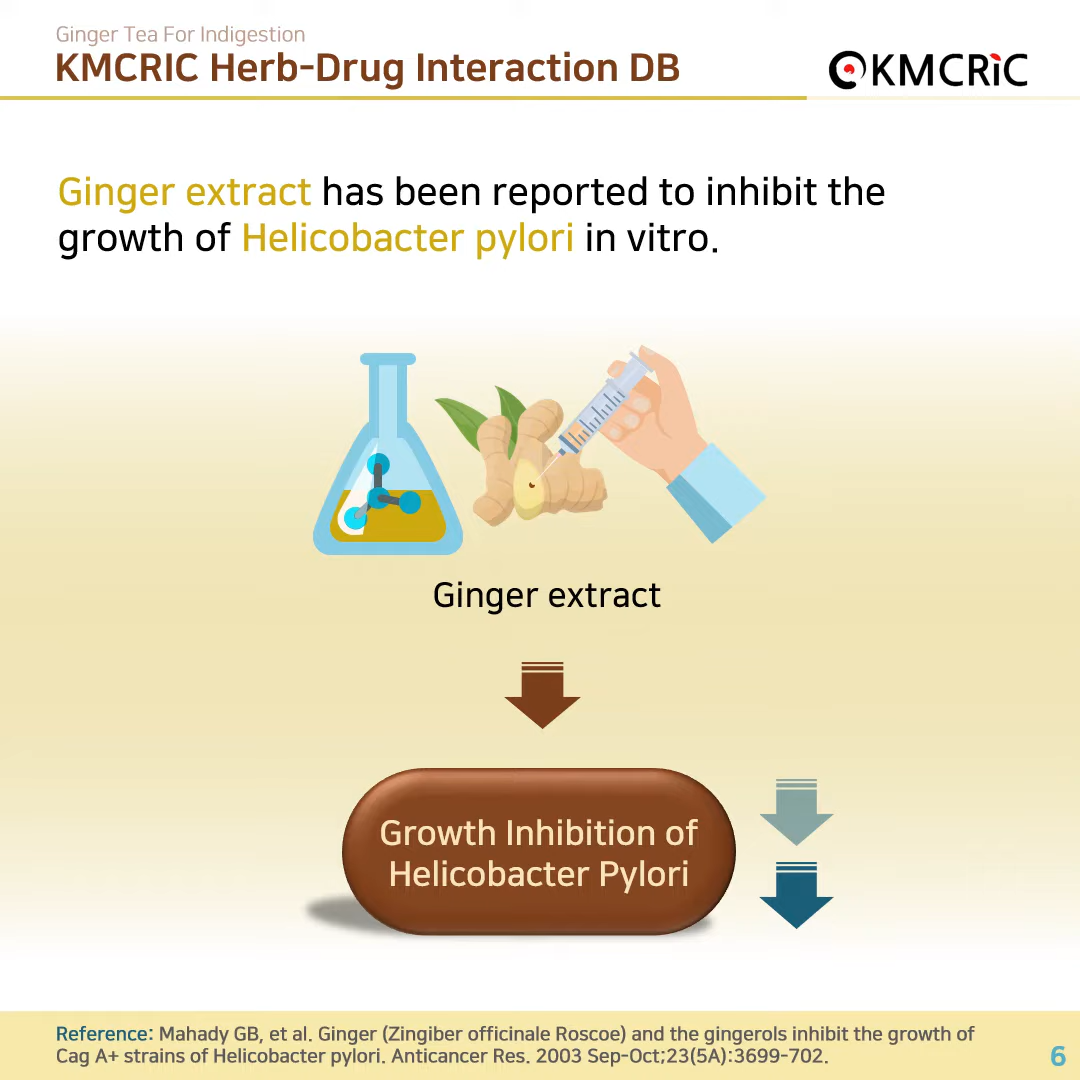 Ginger Tea For Indigestion
KMCRIC Herb-Drug Interaction DB
KMCRiC
Ginger extract has been reported to inhibit the
growth of Helicobacter pylori in vitro.
Ginger extract
Growth Inhibition of
Helicobacter Pylori
Reference: Mahady GB, et al. Ginger (Zingiber officinale Roscoe) and the gingerols inhibit the growth of
Cag A+ strains of Helicobacter pylori. Anticancer Res. 2003 Sep-Oct;23(5A):3699-702.
6